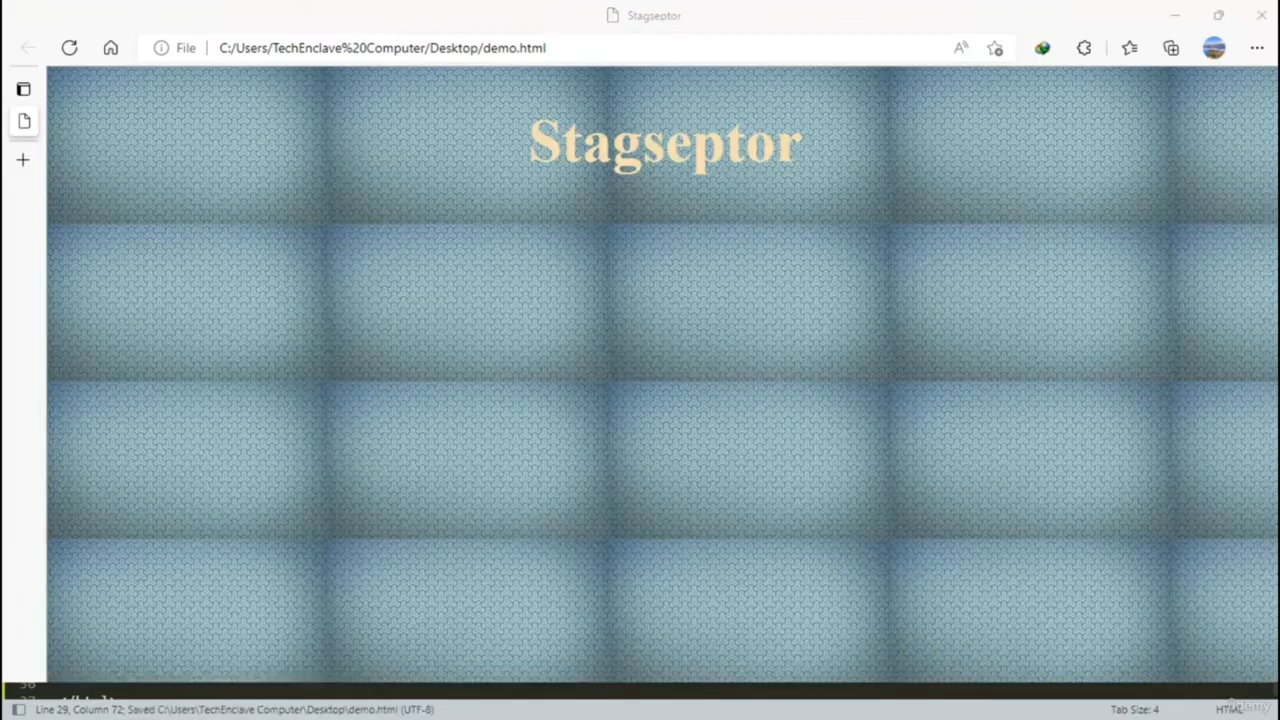 Stagseptor
File C:/Users/TechEnclave%20Computer/Desktop/demo.html
Stagseptor
Line 29, Column 72; Saved C:\Users\TechEnclave Computer\Desktop\demo.html (UTF-8)
Tab Size: 4
HTML
udemy